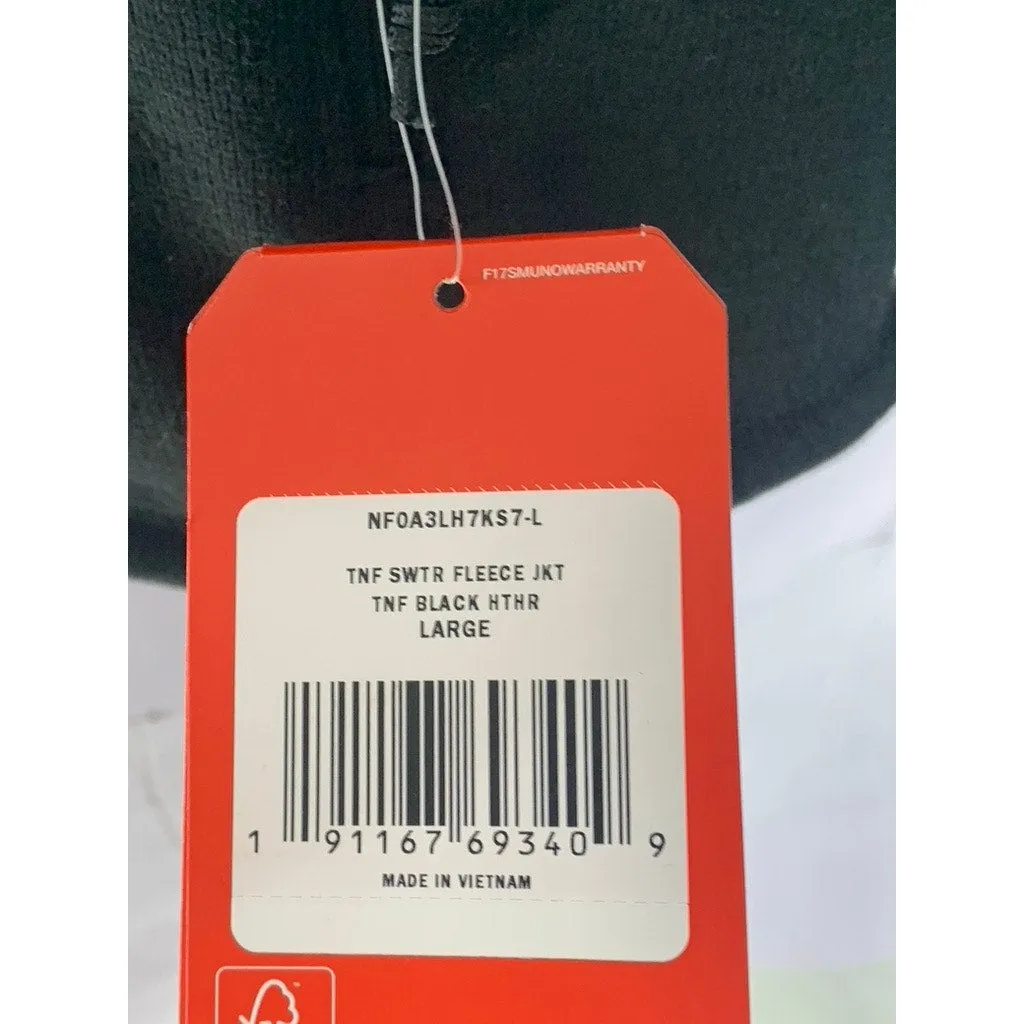 F17SMUNOWARRANTY
NF0A3LH7KS7-L
TNF SWTR FLEECE JKT
TNF BLACK HTHR
LARGE
1 91167 69340 9
MADE IN VIETNAM